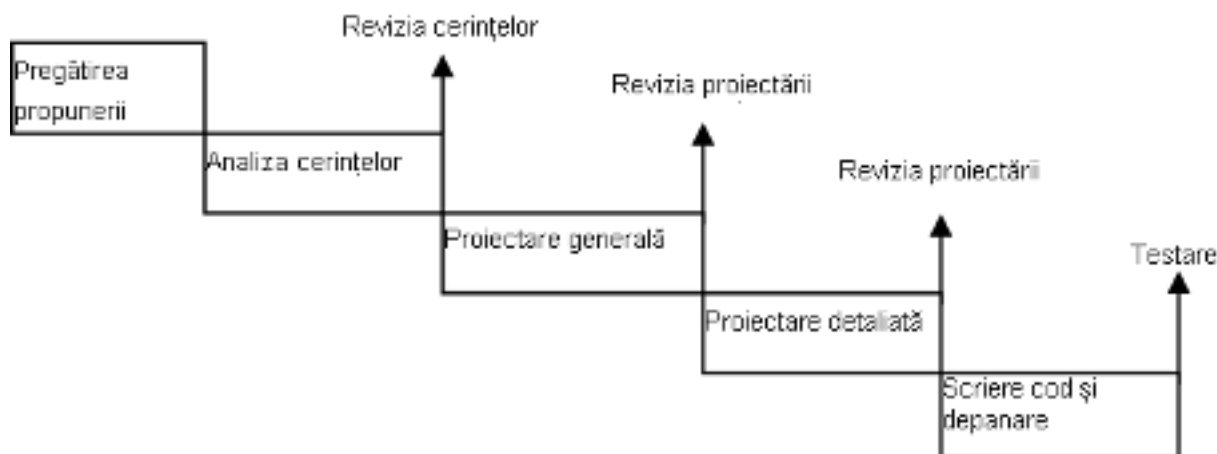 Revizia cerințelor
Pregătirea
propunerii
Revizia proiectării
Analiza cerințelor
Revizia proiectării
Proiectare generală
Testare
Proiectare detaliată
Scriere cod și
depanare